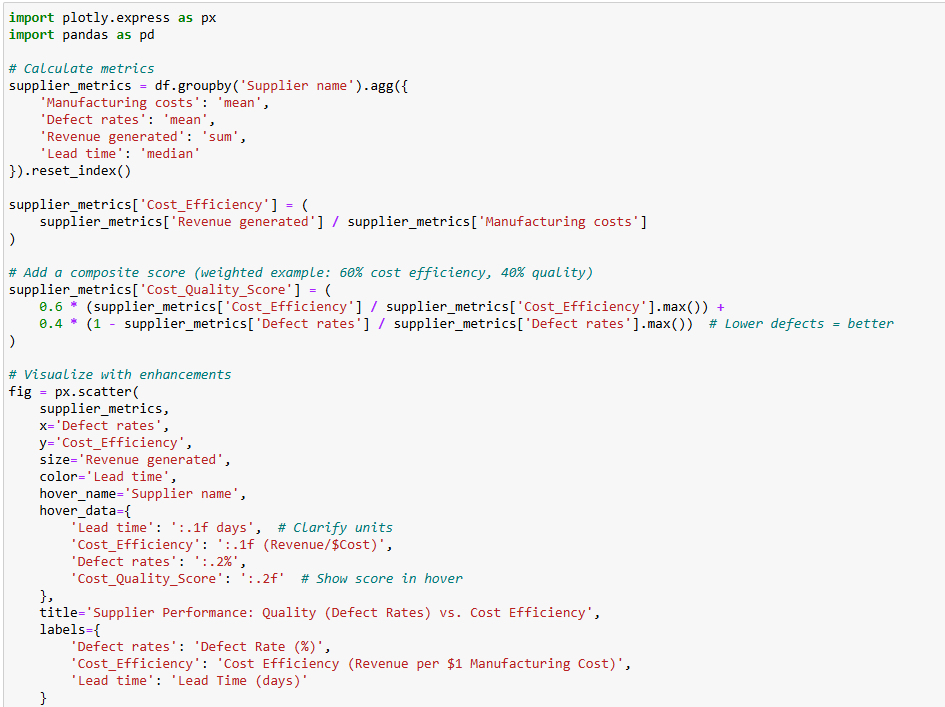 import plotly.express as px
import pandas as pd

# Calculate metrics
supplier_metrics = df.groupby('Supplier name').agg({
    'Manufacturing costs': 'mean',
    'Defect rates': 'mean',
    'Revenue generated': 'sum',
    'Lead time': 'median'
}).reset_index()

supplier_metrics['Cost_Efficiency'] = (
    supplier_metrics['Revenue generated'] / supplier_metrics['Manufacturing costs']
)

# Add a composite score (weighted example: 60% cost efficiency, 40% quality)
supplier_metrics['Cost_Quality_Score'] = (
    0.6 * (supplier_metrics['Cost_Efficiency'] / supplier_metrics['Cost_Efficiency'].max()) +
    0.4 * (1 - supplier_metrics['Defect rates'] / supplier_metrics['Defect rates'].max())  # Lower defects = better
)

# Visualize with enhancements
fig = px.scatter(
    supplier_metrics,
    x='Defect rates',
    y='Cost_Efficiency',
    size='Revenue generated',
    color='Lead time',
    hover_name='Supplier name',
    hover_data={
        'Lead time': ':.1f days',  # Clarify units
        'Cost_Efficiency': ':.1f (Revenue/$Cost)',
        'Defect rates': ':.2%',
        'Cost_Quality_Score': ':.2f'  # Show score in hover
    },
    title='Supplier Performance: Quality (Defect Rates) vs. Cost Efficiency',
    labels={
        'Defect rates': 'Defect Rate (%)',
        'Cost_Efficiency': 'Cost Efficiency (Revenue per $1 Manufacturing Cost)',
        'Lead time': 'Lead Time (days)'
    }